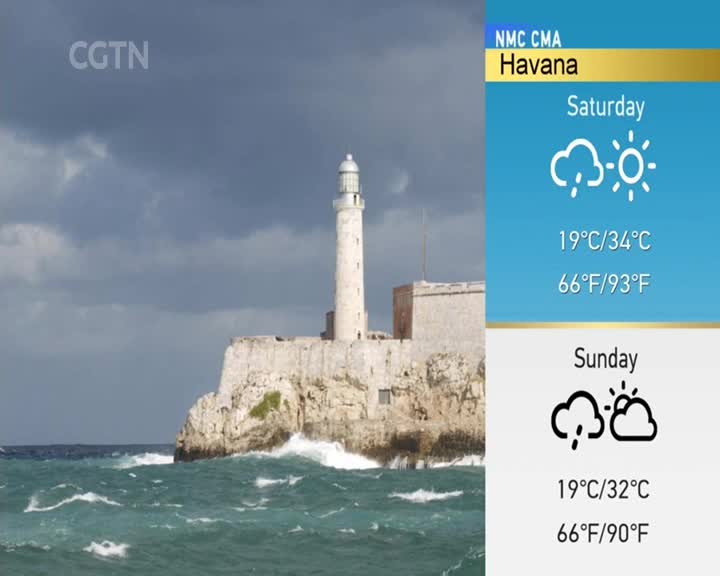 CGTN
NMC CMA
Havana
Saturday
19°C/34°C
66°F/93°F
Sunday
19°C/32°C
66°F/90°F